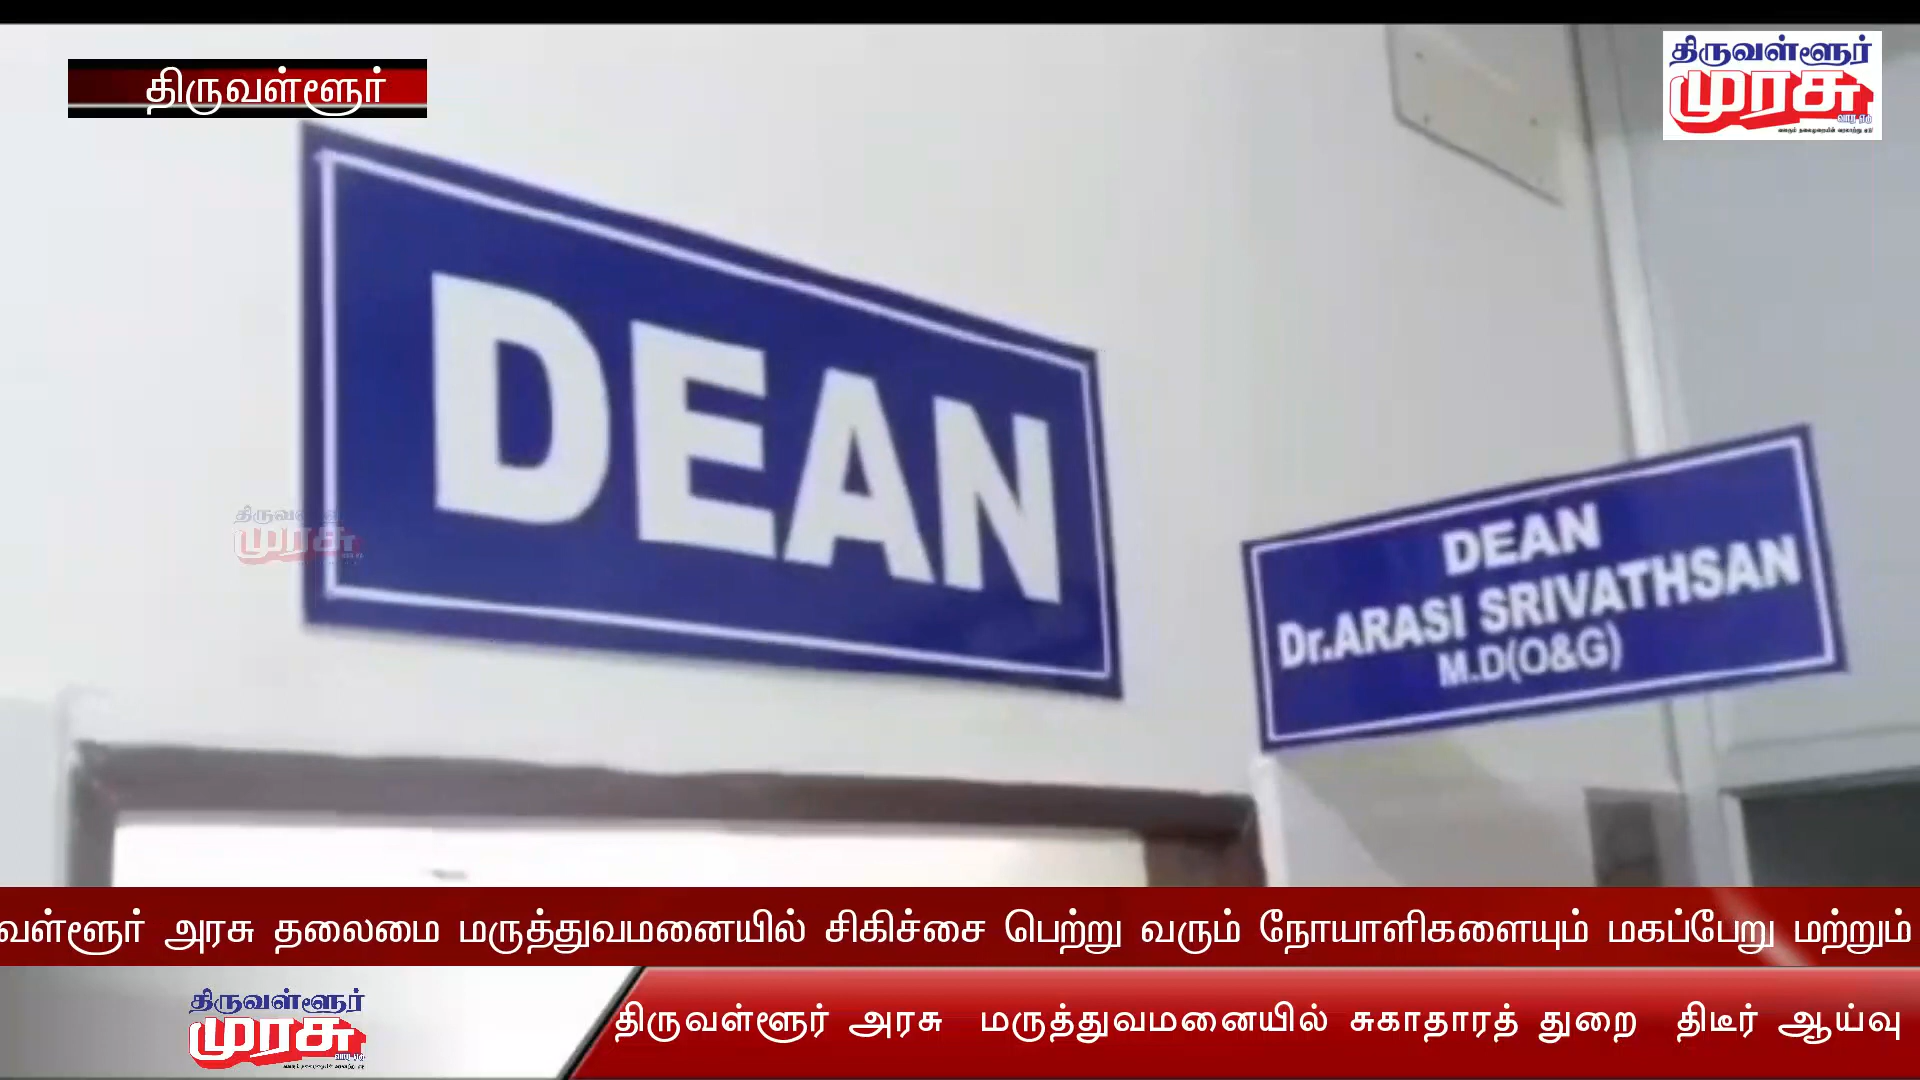 திருவள்ளூர்
திருவள்ளூர்
முரசு
DEAN
DEAN
Dr.ARASI SRIVATHSAN
M.D(O&G)
முரசு
வள்ளூர் அரசு தலைமை மருத்துவமனையில் சிகிச்சை பெற்று வரும் நோயாளிகளையும் மகப்பேறு மற்றும்
திருவள்ளூர்
முரசு
திருவள்ளூர் அரசு மருத்துவமனையில் சுகாதாரத் துறை திடீர் ஆய்வு